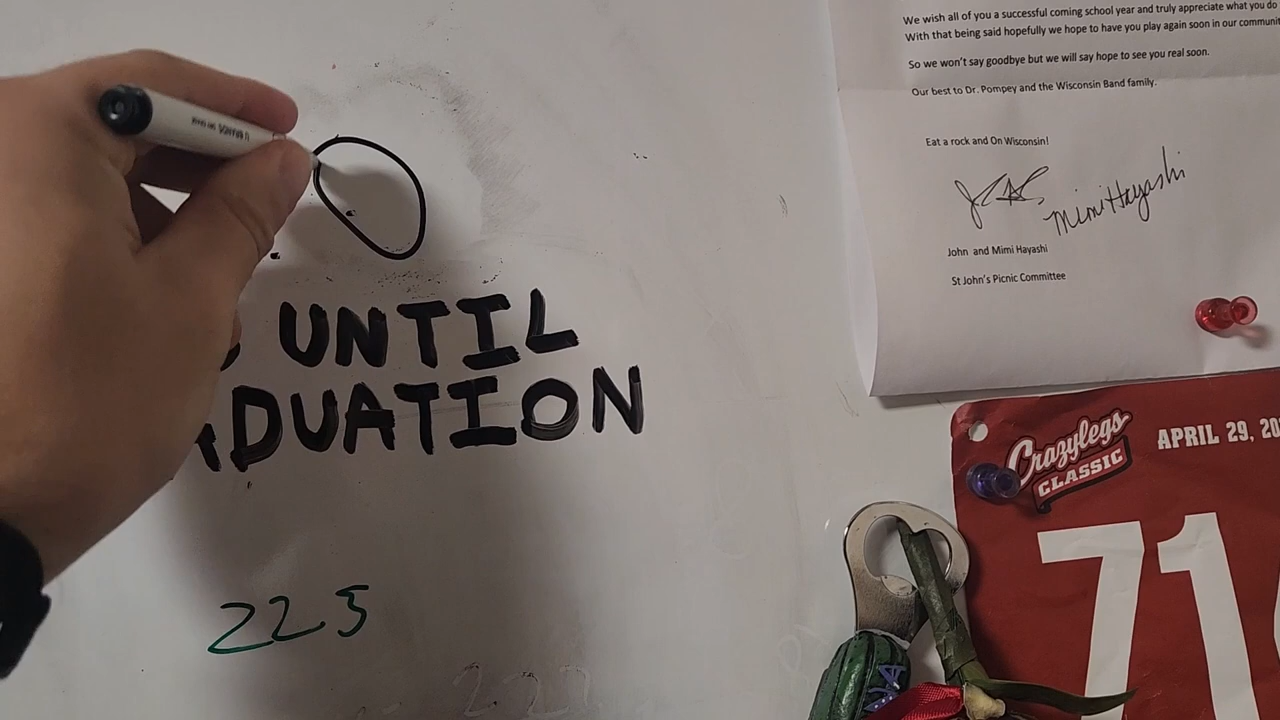 We wish all of you a successful coming school year and truly appreciate what you do
With that being said hopefully we hope to have you play again soon in our
So we won't say goodbye but we will say hope to see you real soon.
Our best to Dr. Pompey and the Wisconsin Band family.
Eat a rock and On Wisconsin!
Mimi Hayashi
John and Mimi Hayashi
St John's Picnic Committee
UNTIL
ADUATION
225
222
Crazylegs
CLASSIC
APRIL 29, 20
71